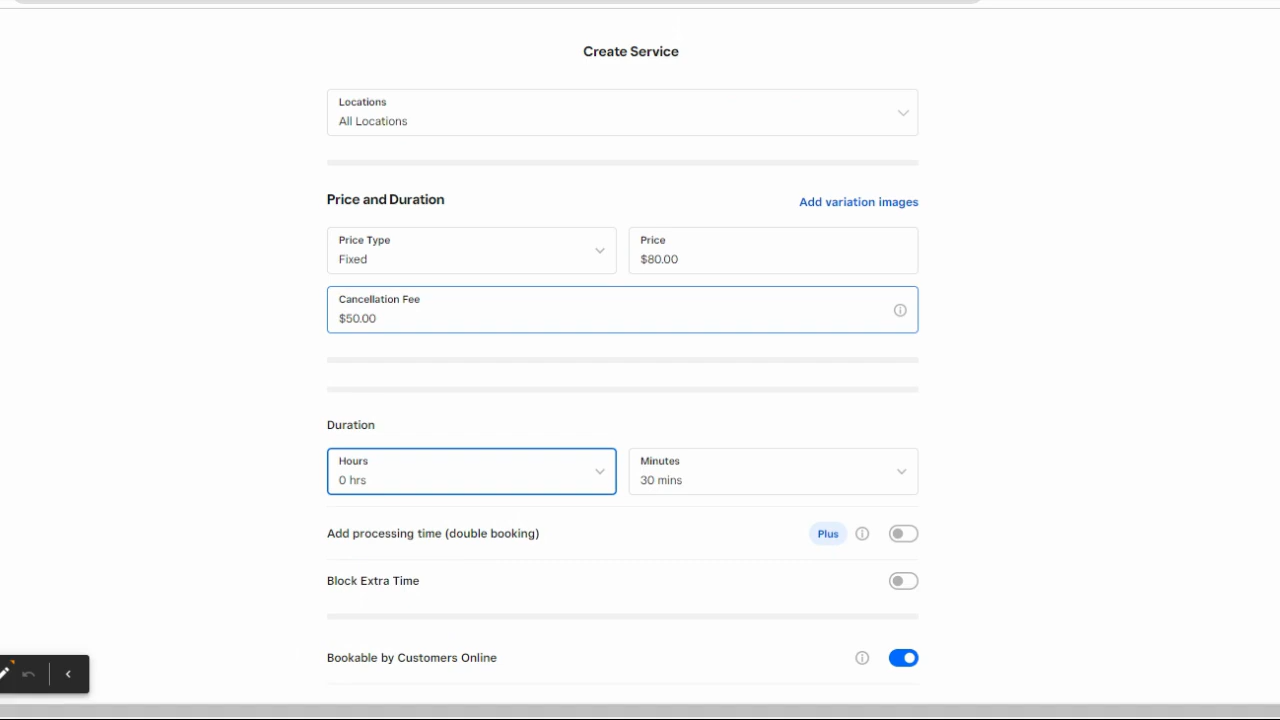 Create Service
Locations
All Locations
Price and Duration
Add variation images
Price Type
Fixed
Price
$80.00
Cancellation Fee
$50.00
Duration
Hours
0 hrs
Minutes
30 mins
Add processing time (double booking)
Plus
Block Extra Time
Bookable by Customers Online